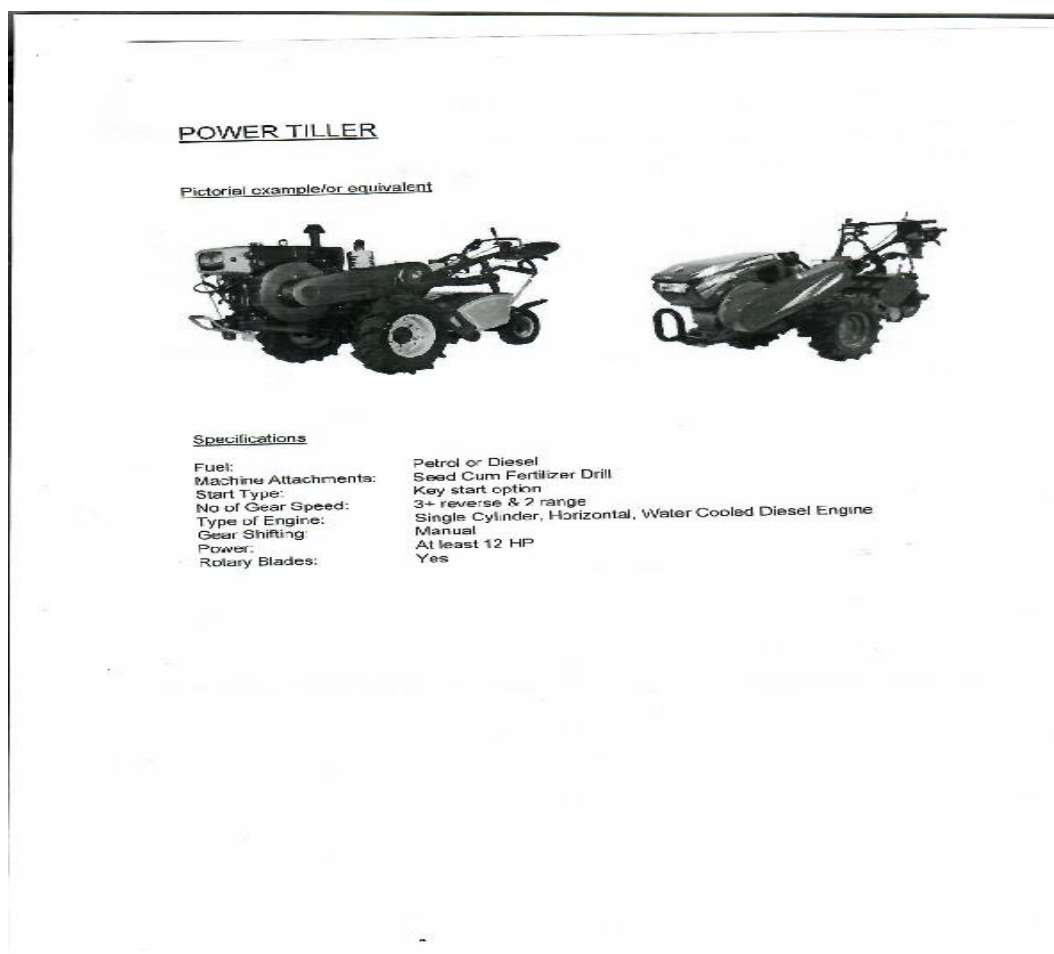 POWER TILLER
Pictorial example/or equivalent
Specifications
Fuel: Petrol or Diesel
Machine Attachments: Seed Cum Fertilizer Drill
Start Type: Key start option
No of Gear Speed: 3+ reverse & 2 range
Type of Engine: Single Cylinder, Horizontal, Water Cooled Diesel Engine
Gear Shifting: Manual
Power: At least 12 HP
Rotary Blades: Yes